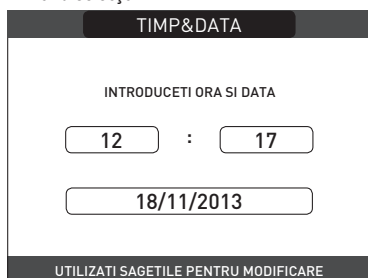 TIMP&DATA
INTRODUCETI ORA SI DATA
12 : 17
18/11/2013
UTILIZATI SAGETILE PENTRU MODIFICARE